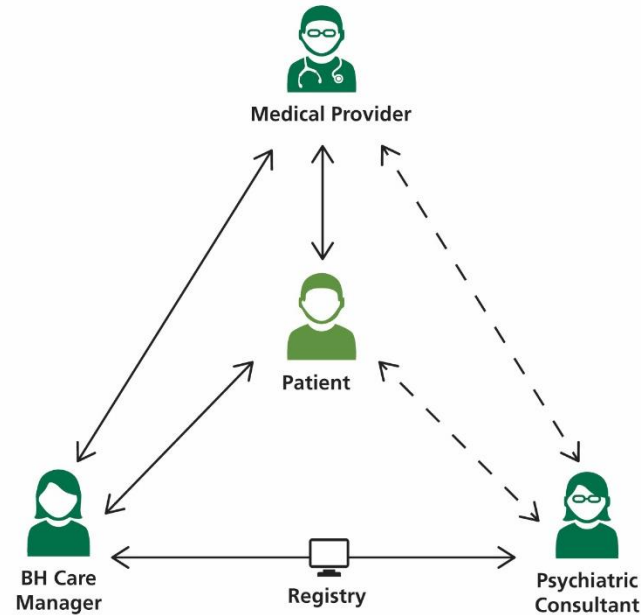 Medical Provider
Patient
BH Care
Manager
Registry
Psychiatric
Consultant